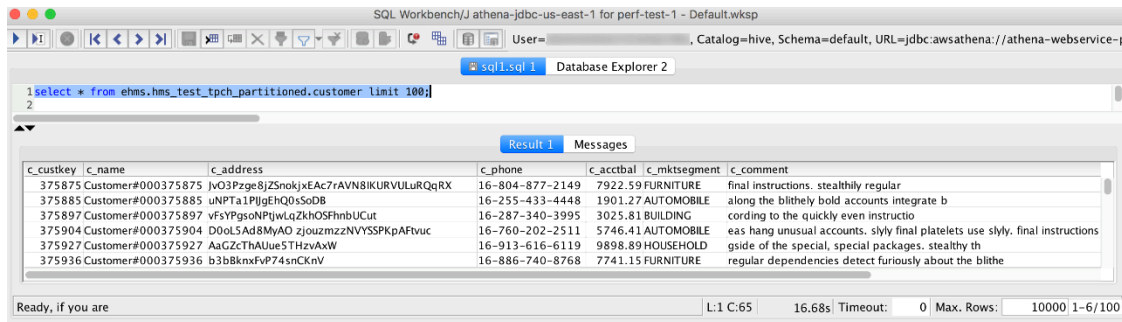 SQL Workbench/J athena-jdbc-us-east-1 for perf-test-1 - Default.wksp
User= , Catalog=hive, Schema=default, URL=jdbc:awsathena://athena-webservice-p
sql1.sql 1 Database Explorer 2
1 select * from ehms.hms_test_tpch_partitioned.customer limit 100;
2
Result 1 Messages
c_custkey c_name c_address c_phone c_acctbal c_mktsegment c_comment
375875 Customer#000375875 JvO3Pzge8jZSnokjxEAc7rAVN8IKURVULuRQqRX 16-804-877-2149 7922.59 FURNITURE final instructions. stealthily regular
375885 Customer#000375885 uNPTa1PlJgEhQ0sSoDB 16-255-433-4448 1901.27 AUTOMOBILE along the blithely bold accounts integrate b
375897 Customer#000375897 vFsYPgsoNPtjwLqZkhOSFhnbUCut 16-287-340-3995 3025.81 BUILDING cording to the quickly even instructio
375904 Customer#000375904 D0oL5Ad8MyAO zjouzmzzNVYSSPKpAFtvuc 16-760-202-2511 5746.41 AUTOMOBILE eas hang unusual accounts. slyly final platelets use slyly. final instructions
375927 Customer#000375927 AaGZcThAUue5THzvAxW 16-913-616-6119 9898.89 HOUSEHOLD gside of the special, special packages. stealthy th
375936 Customer#000375936 b3bBknxFvP74snCKnV 16-886-740-8768 7741.15 FURNITURE regular dependencies detect furiously about the blithe
Ready, if you are L:1 C:65 16.68s Timeout: 0 Max. Rows: 10000 1-6/100